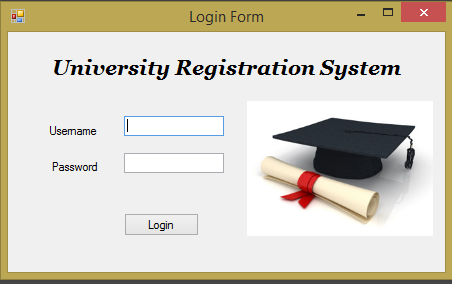 Login Form
University Registration System
Username
Password
Login